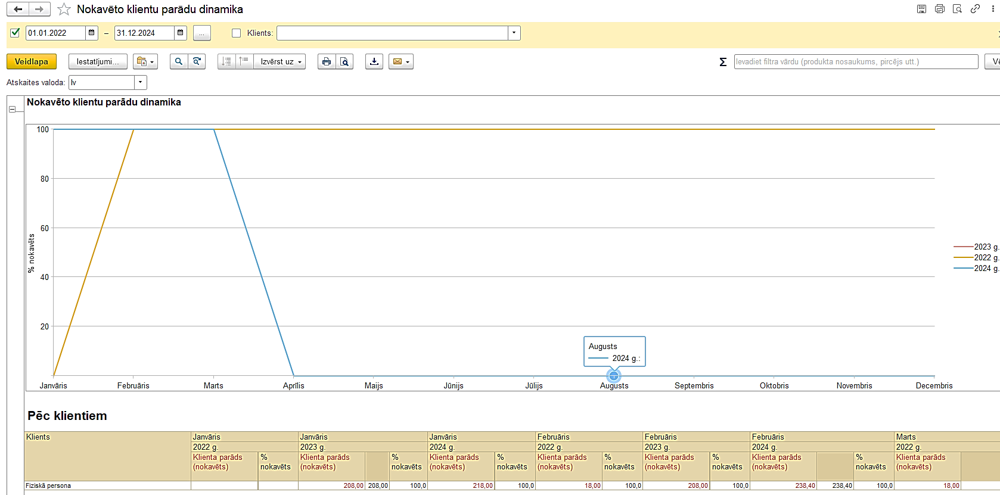 Nokavēto klientu parādu dinamika
01.01.2022 – 31.12.2024 ... Klients:
Veidlapa Iestatījumi... Izvērst uz Σ Ievadiet filtra vārdu (produkta nosaukums, pircējs utt.)
Atskaites valoda: lv
Nokavēto klientu parādu dinamika
100
80
60
40
20
% nokavēts
2023 g.
2022 g.
2024 g.
Augusts
2024 g.:
Janvāris Februāris Marts Aprīlis Maijs Jūnijs Jūlijs Augusts Septembris Oktobris Novembris Decembris
Pēc klientiem
Klients Janvāris Janvāris Janvāris Februāris Februāris Februāris Marts
2022 g. 2023 g. 2024 g. 2022 g. 2023 g. 2024 g. 2022 g.
Klienta parāds % Klienta parāds % Klienta parāds % Klienta parāds % Klienta parāds % Klienta parāds % Klienta parāds
(nokavēts) nokavēts (nokavēts) nokavēts (nokavēts) nokavēts (nokavēts) nokavēts (nokavēts) nokavēts (nokavēts) nokavēts (nokavēts)
Fiziskā persona 208,00 208,00 100,0 218,00 100,0 18,00 100,0 208,00 100,0 238,40 238,40 100,0 18,00